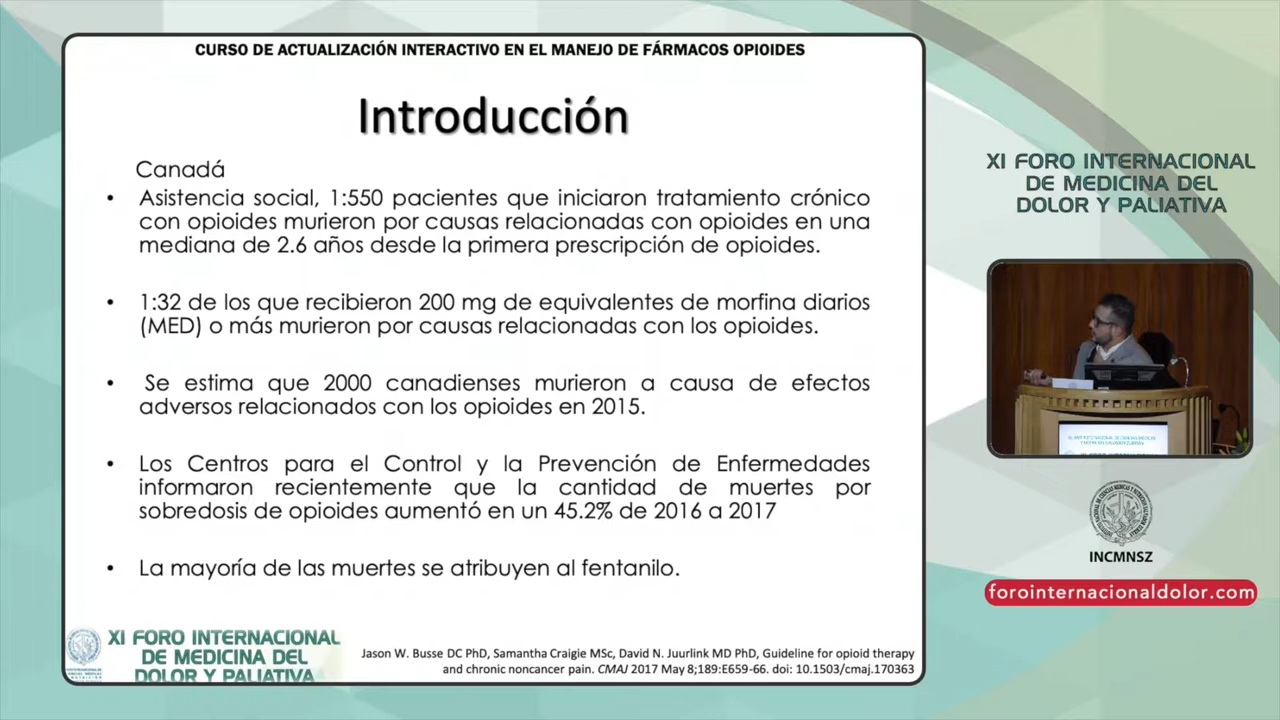 CURSO DE ACTUALIZACIÓN INTERACTIVO EN EL MANEJO DE FÁRMACOS OPIOIDES
Introducción
Canadá
• Asistencia social, 1:550 pacientes que iniciaron tratamiento crónico
con opioides murieron por causas relacionadas con opioides en una
mediana de 2.6 años desde la primera prescripción de opioides.
• 1:32 de los que recibieron 200 mg de equivalentes de morfina diarios
(MED) o más murieron por causas relacionadas con los opioides.
• Se estima que 2000 canadienses murieron a causa de efectos
adversos relacionados con los opioides en 2015.
• Los Centros para el Control y la Prevención de Enfermedades
informaron recientemente que la cantidad de muertes por
sobredosis de opioides aumentó en un 45.2% de 2016 a 2017
• La mayoría de las muertes se atribuyen al fentanilo.
XI FORO INTERNACIONAL
DE MEDICINA DEL
DOLOR Y PALIATIVA
Jason W. Busse DC PhD, Samantha Craigie MSc, David N. Juurlink MD PhD, Guideline for opioid therapy
and chronic noncancer pain. CMAJ 2017 May 8;189:E659-66. doi: 10.1503/cmaj.170363
XI FORO INTERNACIONAL
DE MEDICINA DEL
DOLOR Y PALIATIVA
INCMNSZ
forointernacionaldolor.com